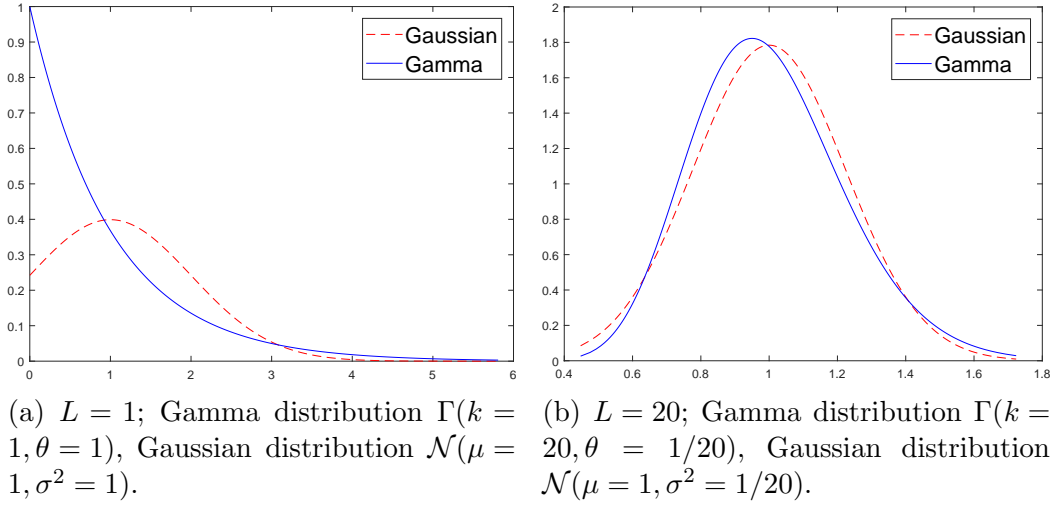 1
0.9
0.8
0.7
0.6
0.5
0.4
0.3
0.2
0.1
0
0 1 2 3 4 5 6
Gaussian
Gamma
2
1.8
1.6
1.4
1.2
1
0.8
0.6
0.4
0.2
0
0.4 0.6 0.8 1 1.2 1.4 1.6 1.8
Gaussian
Gamma
(a) L = 1; Gamma distribution Γ(k =
1, θ = 1), Gaussian distribution 𝒩(μ =
1, σ² = 1).
(b) L = 20; Gamma distribution Γ(k =
20, θ = 1/20), Gaussian distribution
𝒩(μ = 1, σ² = 1/20).